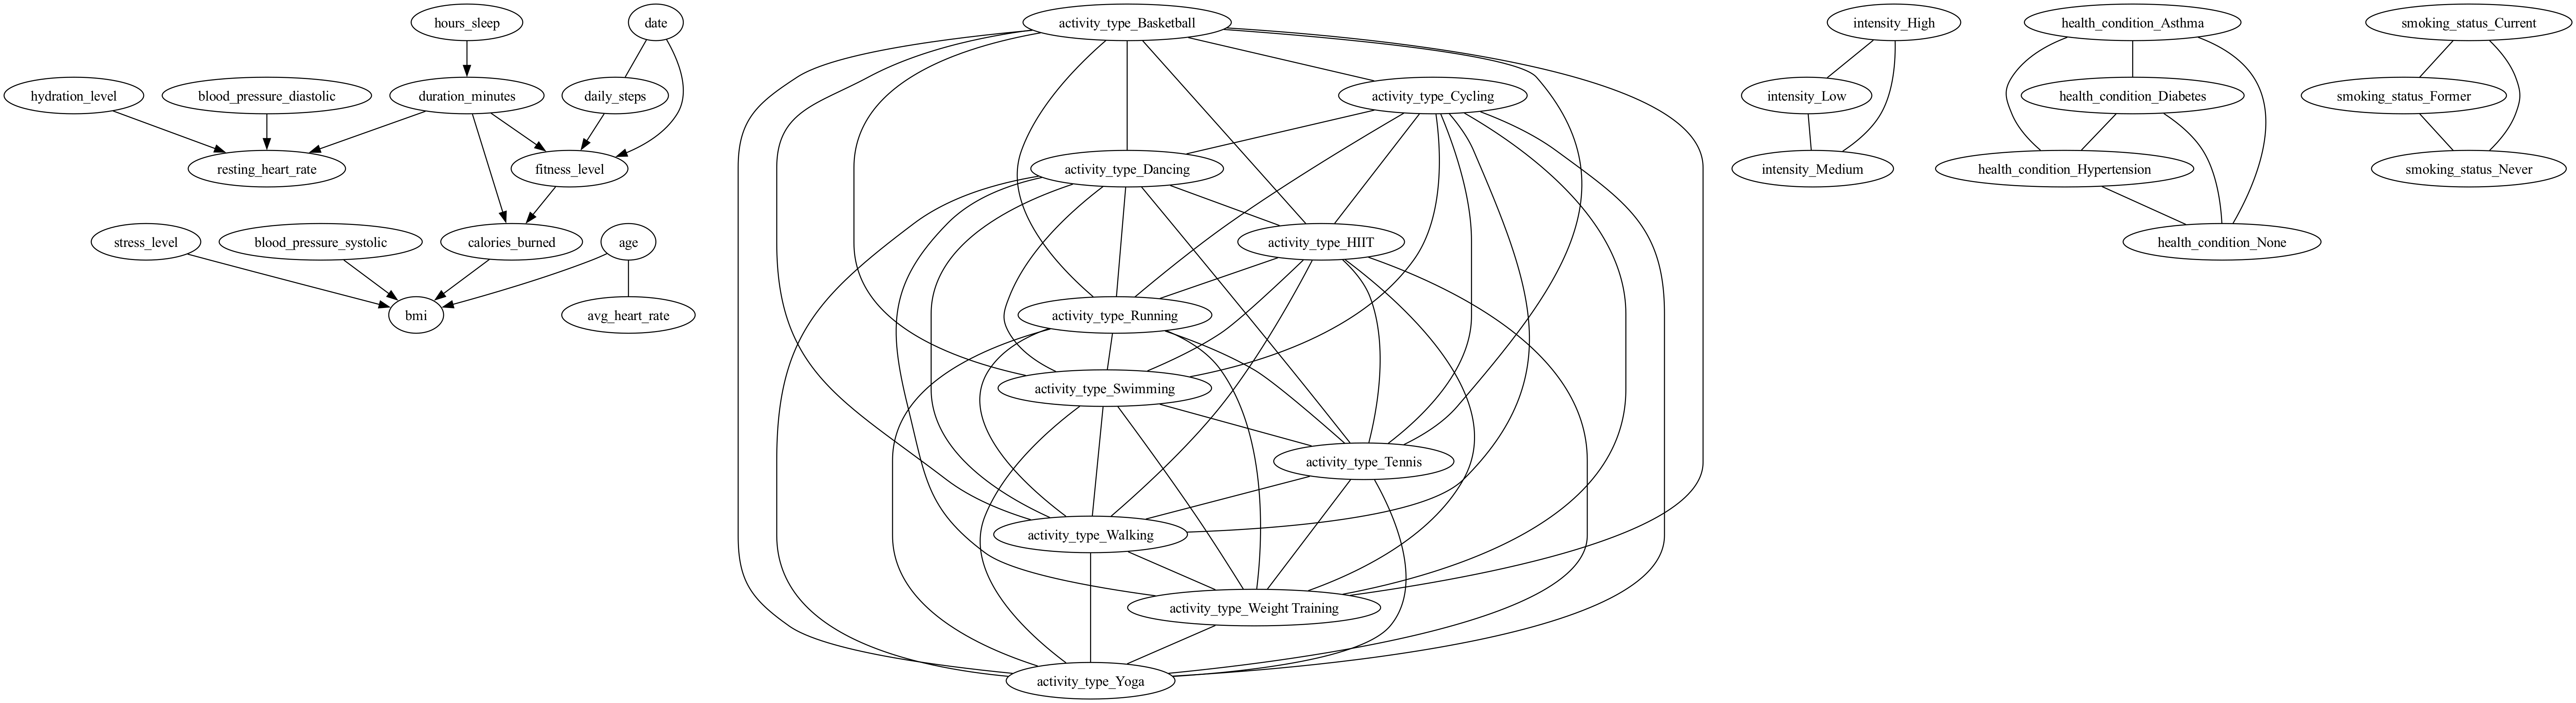 hours_sleep
date
hydration_level
blood_pressure_diastolic
duration_minutes
daily_steps
resting_heart_rate
fitness_level
stress_level
blood_pressure_systolic
calories_burned
age
bmi
avg_heart_rate
activity_type_Basketball
activity_type_Cycling
activity_type_Dancing
activity_type_HIIT
activity_type_Running
activity_type_Swimming
activity_type_Tennis
activity_type_Walking
activity_type_Weight Training
activity_type_Yoga
intensity_High
intensity_Low
intensity_Medium
health_condition_Asthma
health_condition_Diabetes
health_condition_Hypertension
health_condition_None
smoking_status_Current
smoking_status_Former
smoking_status_Never